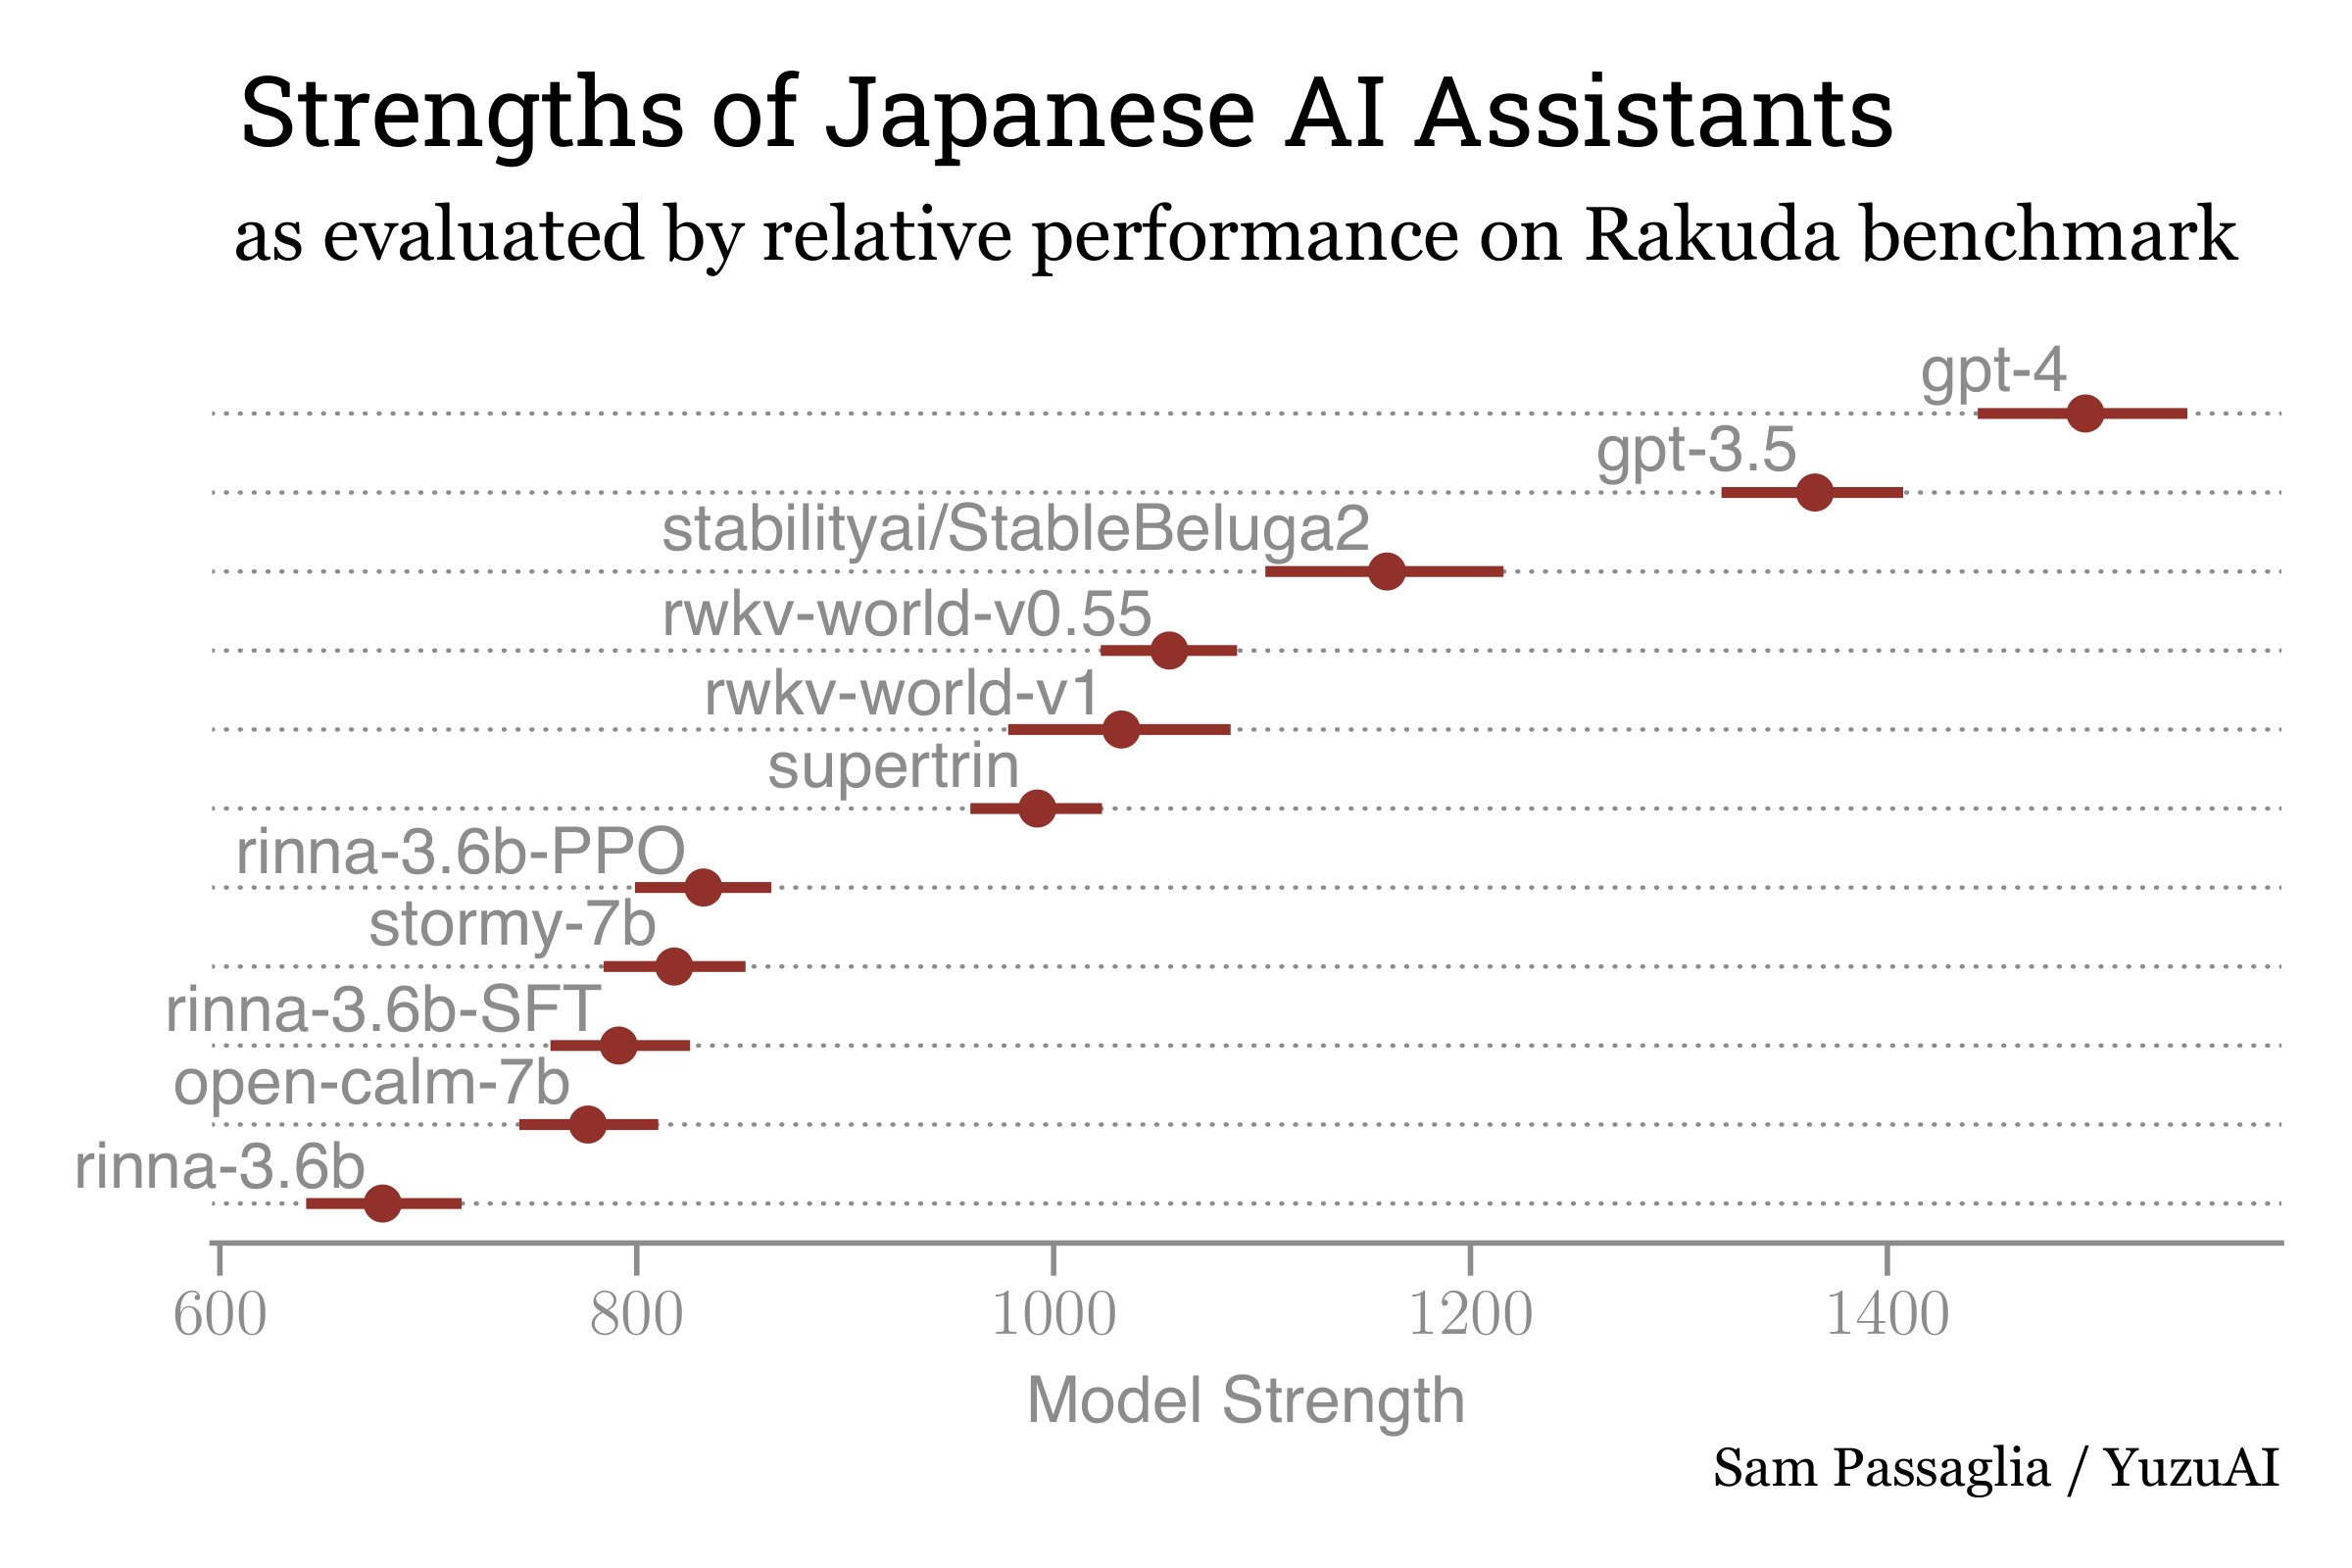 Strengths of Japanese AI Assistants
as evaluated by relative performance on Rakuda benchmark
gpt-4
gpt-3.5
stabilityai/StableBeluga2
rwkv-world-v0.55
rwkv-world-v1
supertrin
rinna-3.6b-PPO
stormy-7b
rinna-3.6b-SFT
open-calm-7b
rinna-3.6b
600 800 1000 1200 1400
Model Strength
Sam Passaglia / YuzuAI